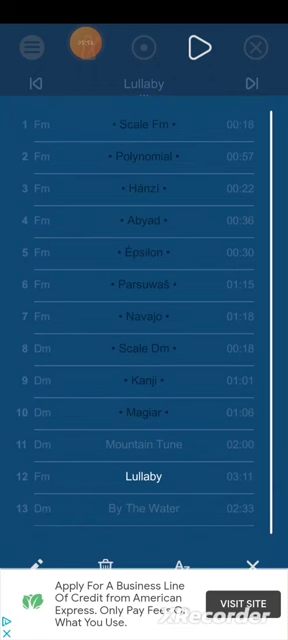 Lullaby
...
1 Fm • Scale Fm • 00:18
2 Fm • Polynomial • 00:57
3 Fm • Hánzì • 00:22
4 Fm • Abyad • 00:36
5 Fm • Épsilon • 00:30
6 Fm • Parsuwaš • 01:15
7 Fm • Navajo • 01:18
8 Dm • Scale Dm • 00:18
9 Dm • Kanji • 01:01
10 Dm • Magiar • 01:06
11 Dm Mountain Tune 02:00
12 Fm Lullaby 03:11
13 Dm By The Water 02:33
Apply For A Business Line
Of Credit from American
Express. Only Pay Fees On
What You Use.
VISIT SITE
XRecorder